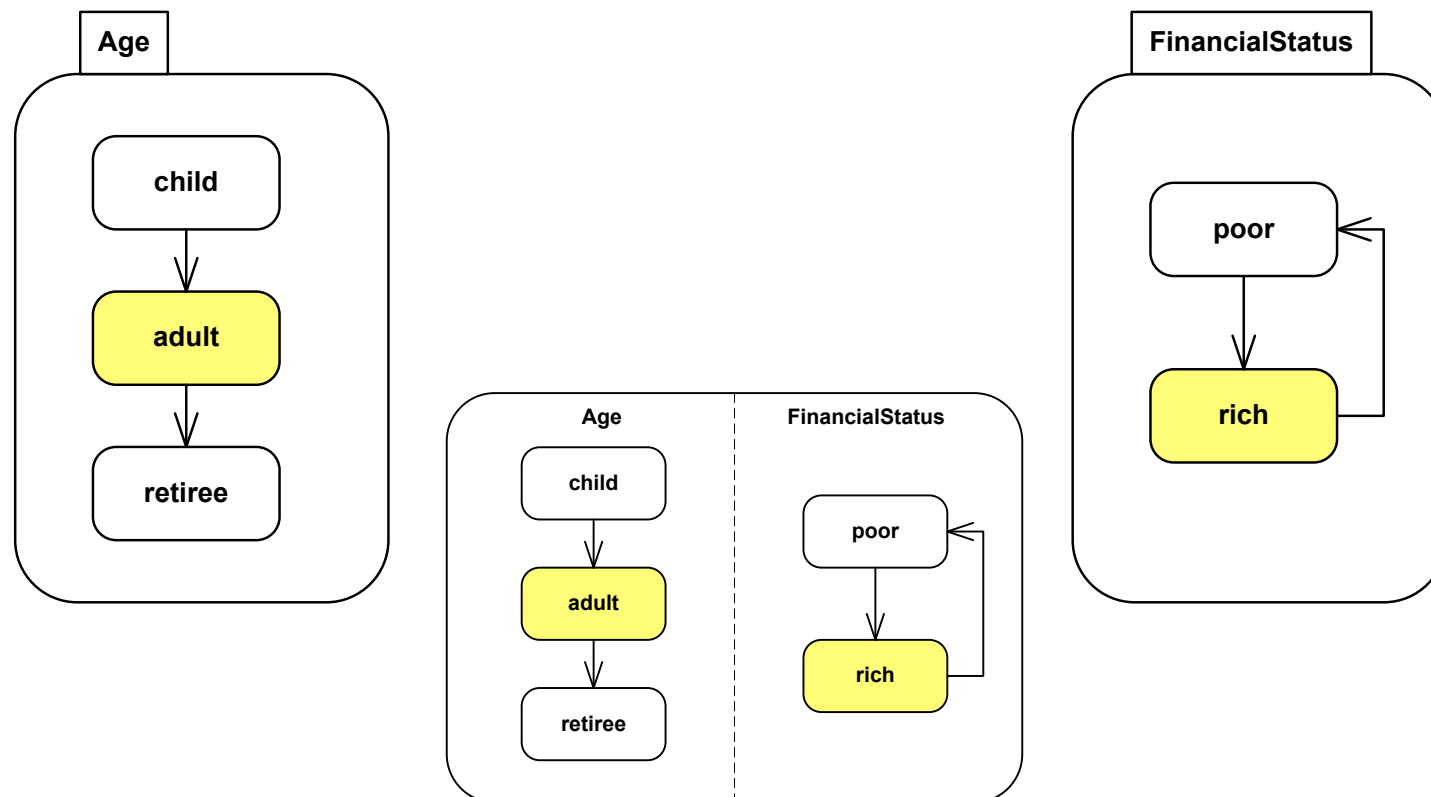 Age
child
adult
retiree
FinancialStatus
poor
rich
Age
child
adult
retiree
FinancialStatus
poor
rich